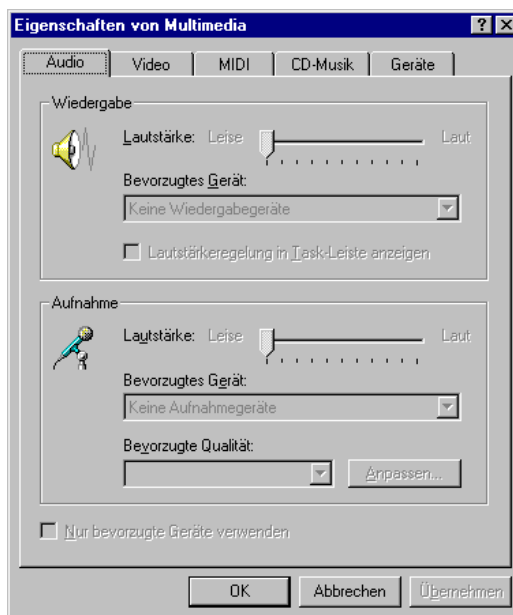 Eigenschaften von Multimedia
Audio Video MIDI CD-Musik Geräte
Wiedergabe
Lautstärke: Leise Laut
Bevorzugtes Gerät:
Keine Wiedergabegeräte
Lautstärkeregelung in Task-Leiste anzeigen
Aufnahme
Lautstärke: Leise Laut
Bevorzugtes Gerät:
Keine Aufnahmegeräte
Bevorzugte Qualität:
Anpassen...
Nur bevorzugte Geräte verwenden
OK Abbrechen Übernehmen